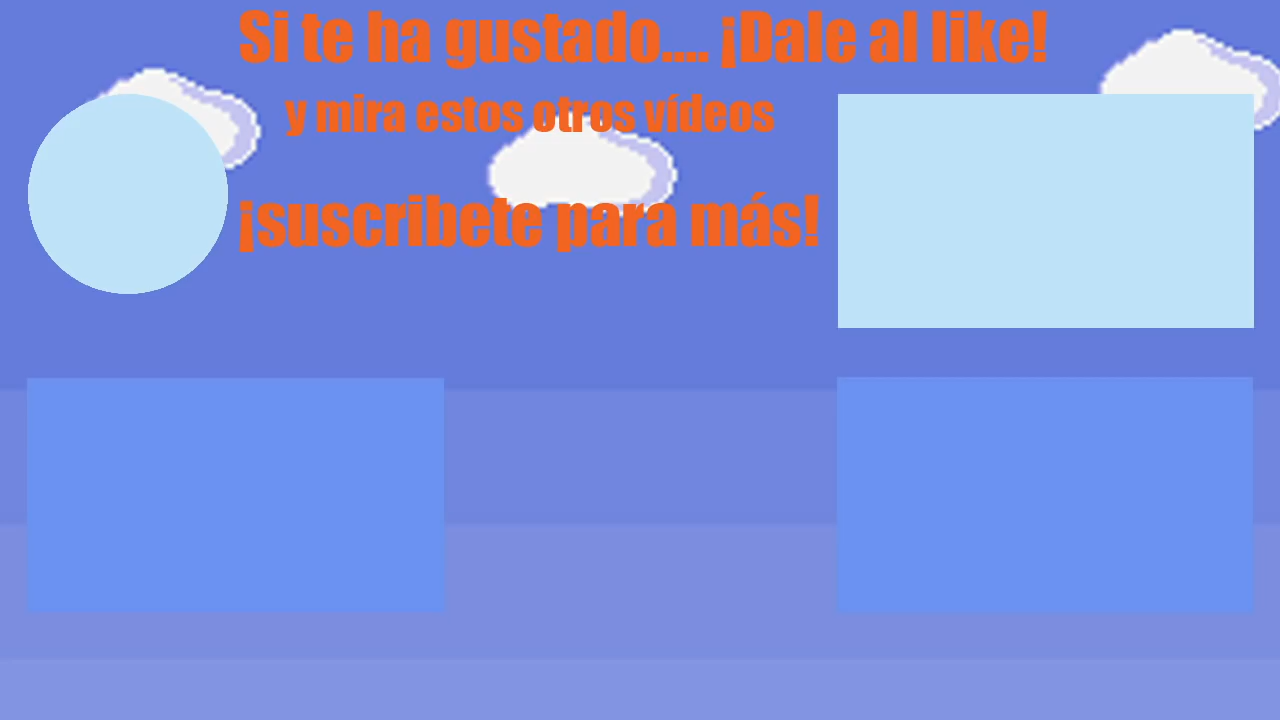 Si te ha gustado.... ¡Dale al like!
y mira estos otros vídeos
¡suscribete para más!